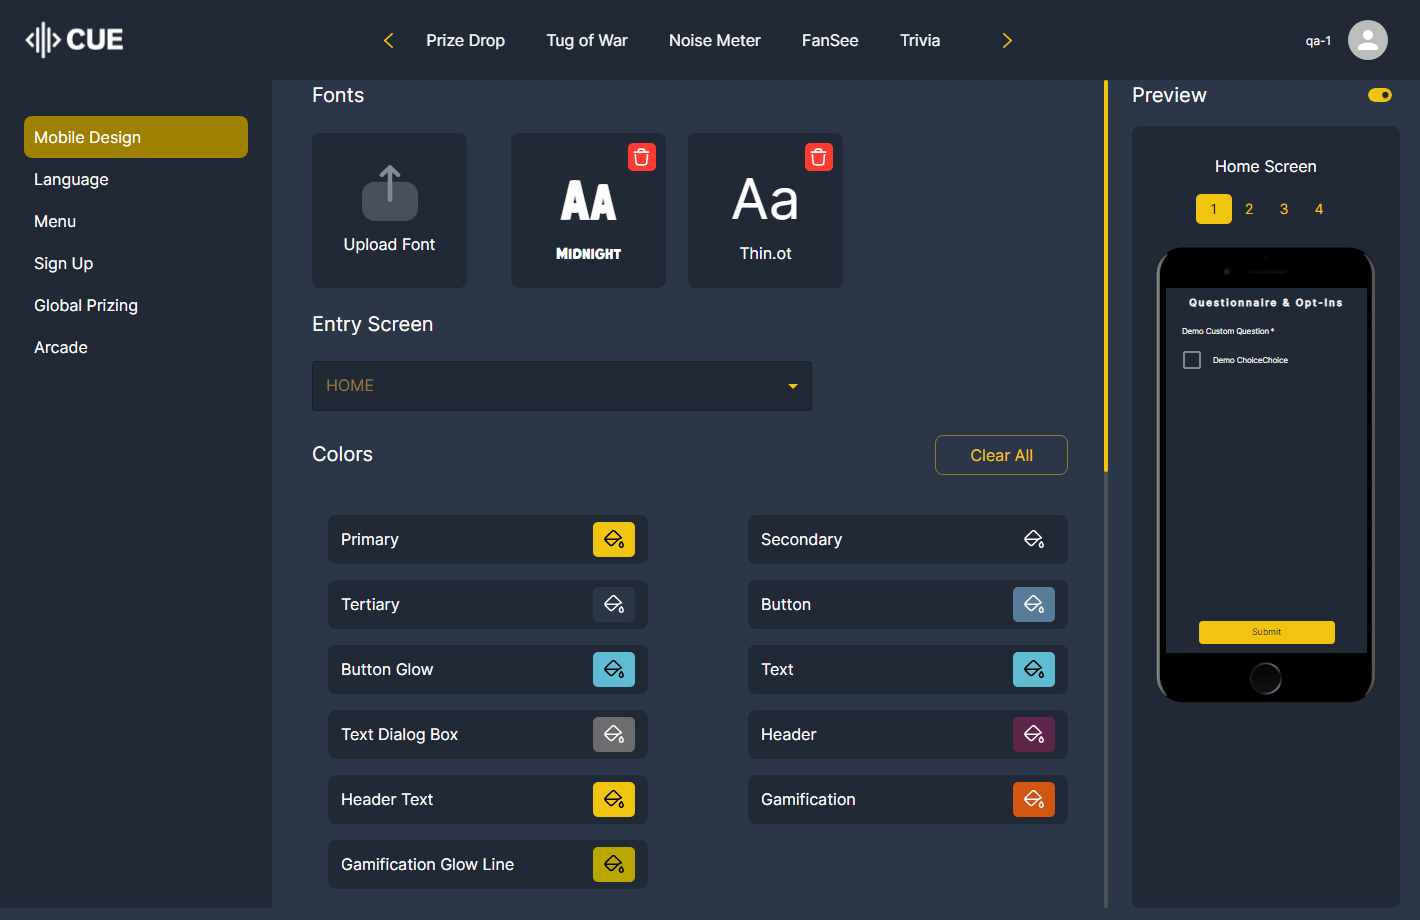 CUE
Prize Drop
Tug of War
Noise Meter
FanSee
Trivia
qa-1
Mobile Design
Language
Menu
Sign Up
Global Prizing
Arcade
Fonts
Upload Font
AA
MIDNIGHT
Aa
Thin.ot
Entry Screen
HOME
Colors
Clear All
Primary
Secondary
Tertiary
Button
Button Glow
Text
Text Dialog Box
Header
Header Text
Gamification
Gamification Glow Line
Preview
Home Screen
1 2 3 4
Questionnaire & Opt-Ins
Demo Custom Question*
Demo ChoiceChoice
Submit